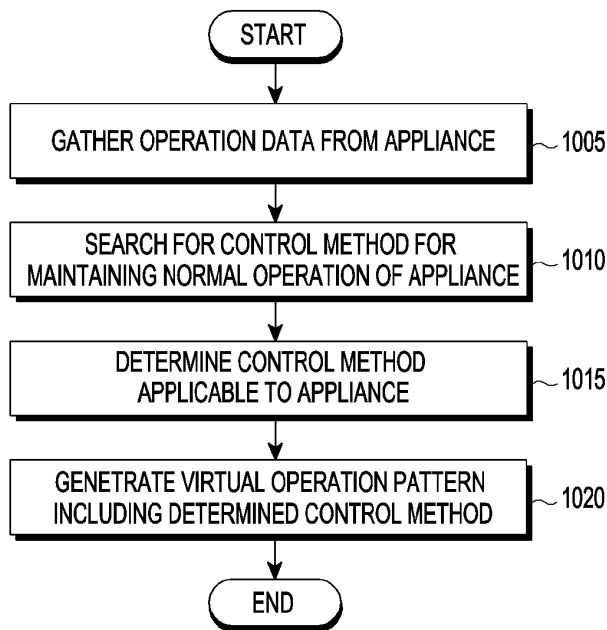 START
GATHER OPERATION DATA FROM APPLIANCE
1005
SEARCH FOR CONTROL METHOD FOR
MAINTAINING NORMAL OPERATION OF APPLIANCE
1010
DETERMINE CONTROL METHOD
APPLICABLE TO APPLIANCE
1015
GENETRATE VIRTUAL OPERATION PATTERN
INCLUDING DETERMINED CONTROL METHOD
1020
END